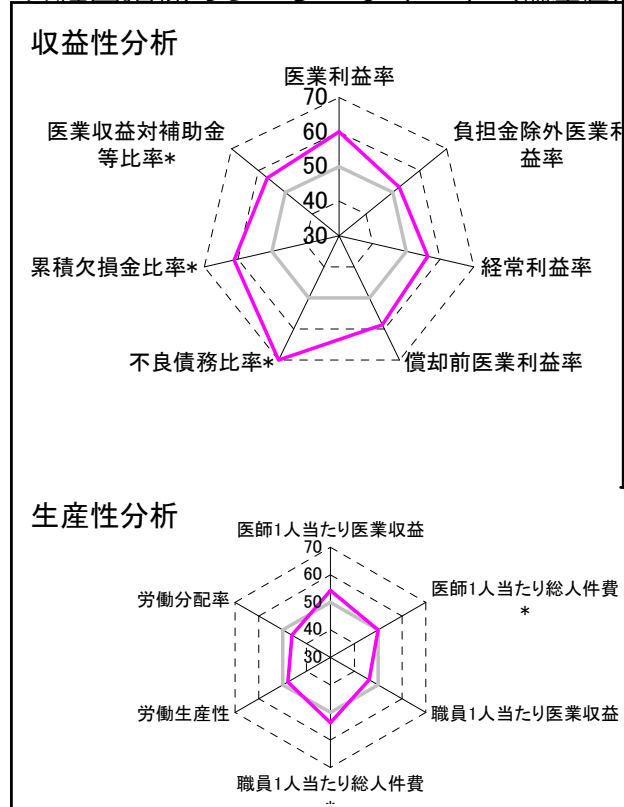 収益性分析
医業利益率
70
60
50
40
30
医業収益対補助金
等比率*
負担金除外医業利
益率
累積欠損金比率*
経常利益率
不良債務比率*
償却前医業利益率
生産性分析
医師1人当たり医業収益
70
60
50
40
30
労働分配率
医師1人当たり総人件費
*
労働生産性
職員1人当たり医業収益
職員1人当たり総人件費
*